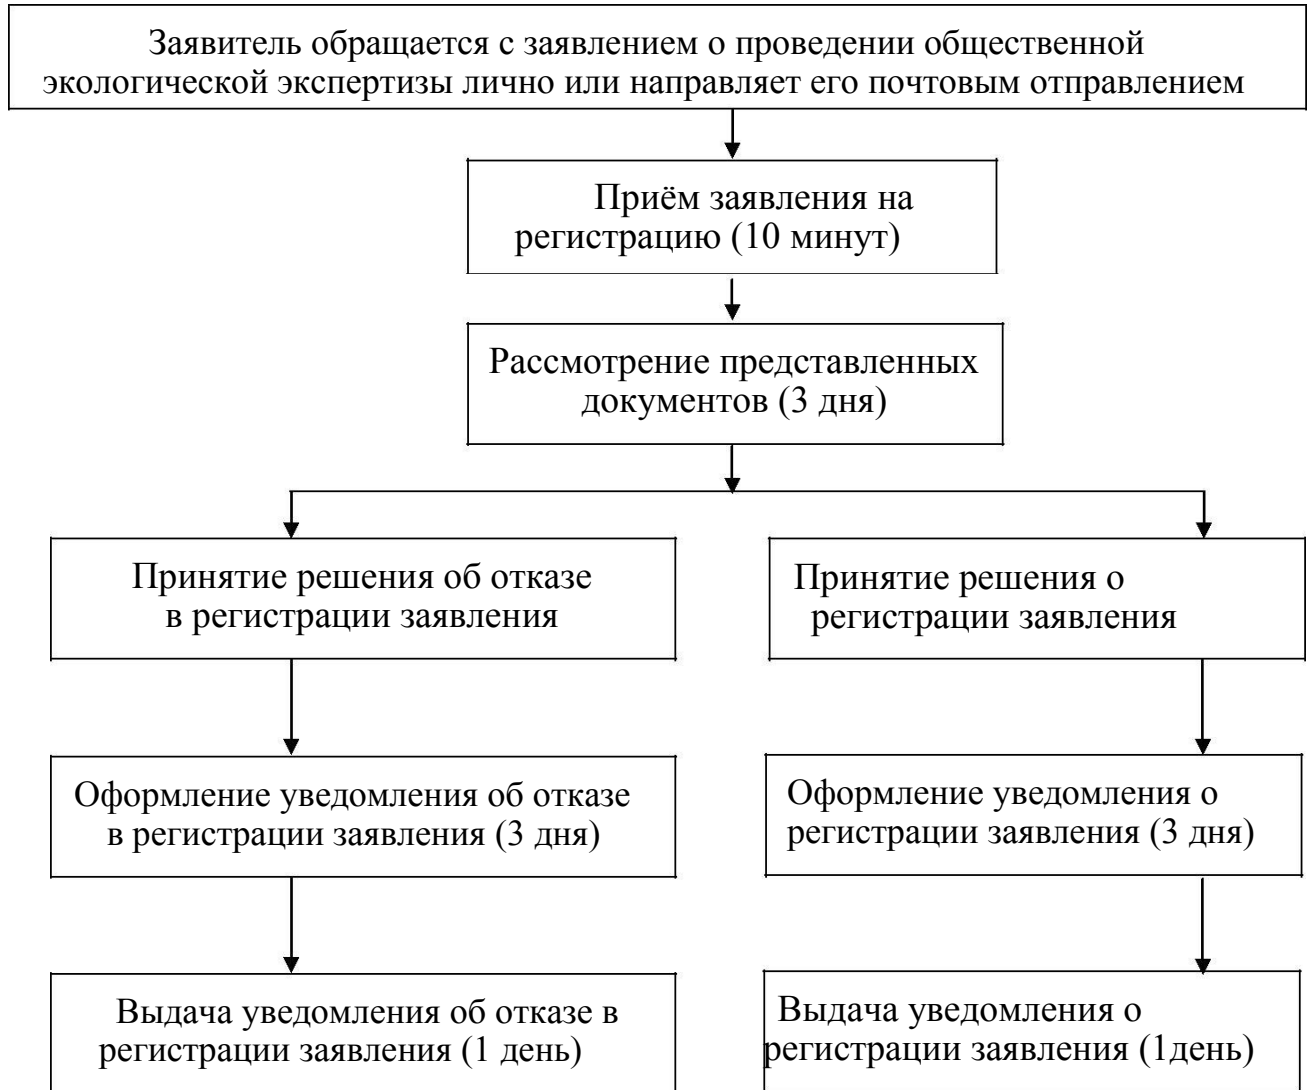 Заявитель обращается с заявлением о проведении общественной
экологической экспертизы лично или направляет его почтовым отправлением
Приём заявления на
регистрацию (10 минут)
Рассмотрение представленных
документов (3 дня)
Принятие решения об отказе
в регистрации заявления
Принятие решения о
регистрации заявления
Оформление уведомления об отказе
в регистрации заявления (3 дня)
Оформление уведомления о
регистрации заявления (3 дня)
Выдача уведомления об отказе в
регистрации заявления (1 день)
Выдача уведомления о
регистрации заявления (1день)